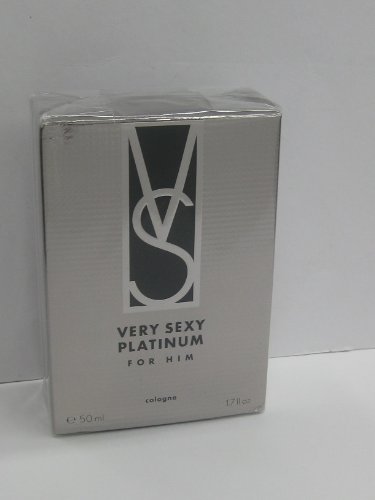 VS
VERY SEXY
PLATINUM
FOR HIM
cologne
℮ 50 ml 1.7 fl oz